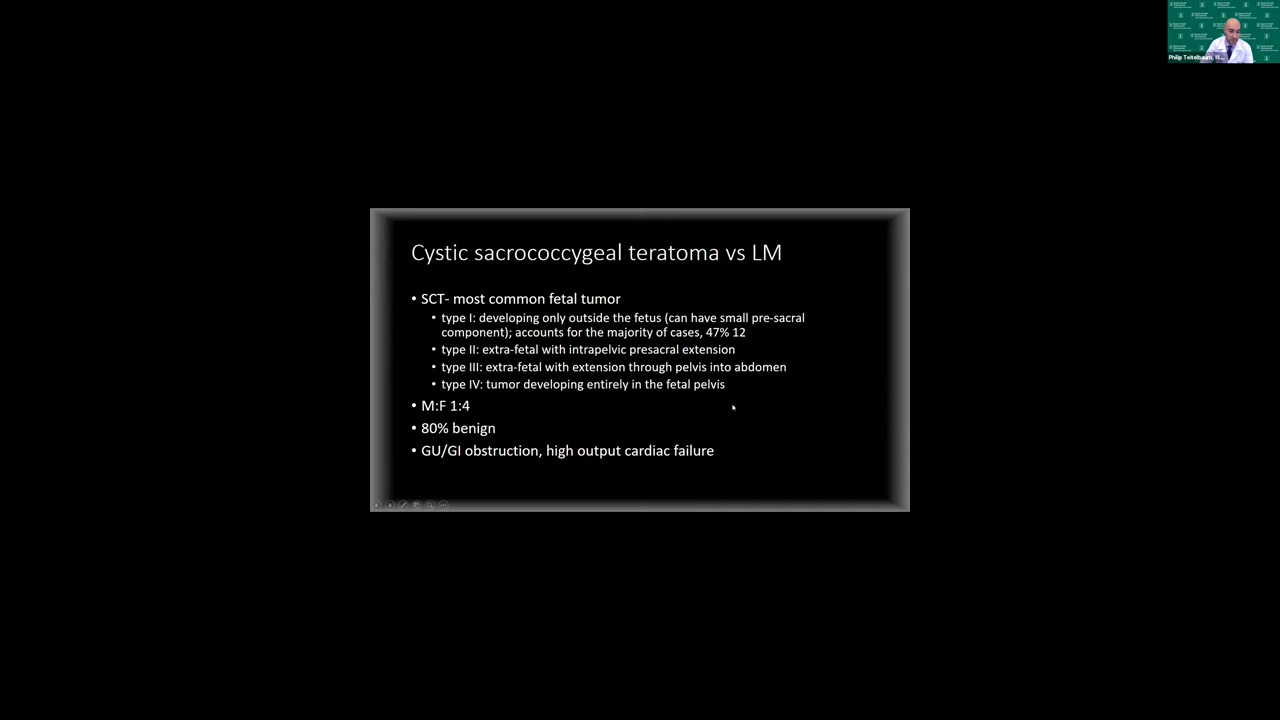 Philip Teitelbaum, M...
Cystic sacrococcygeal teratoma vs LM
• SCT- most common fetal tumor
• type I: developing only outside the fetus (can have small pre-sacral
component); accounts for the majority of cases, 47% 12
• type II: extra-fetal with intrapelvic presacral extension
• type III: extra-fetal with extension through pelvis into abdomen
• type IV: tumor developing entirely in the fetal pelvis
• M:F 1:4
• 80% benign
• GU/GI obstruction, high output cardiac failure